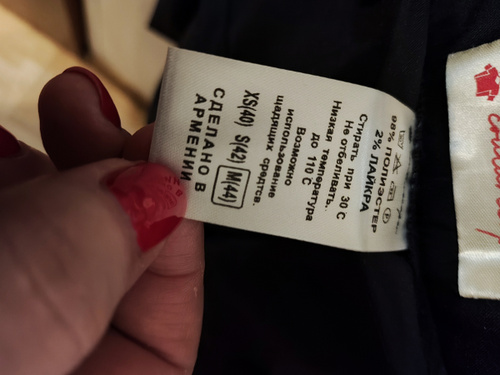 98% ПОЛИЭСТЕР
2% ЛАЙКРА
Стирать при 30 С
Не отбеливать.
Низкая температура
до 110 С
Возможно
использование
щадящих средств.
XS(40) S(42) M(44)
СДЕЛАНО В
АРМЕНИИ